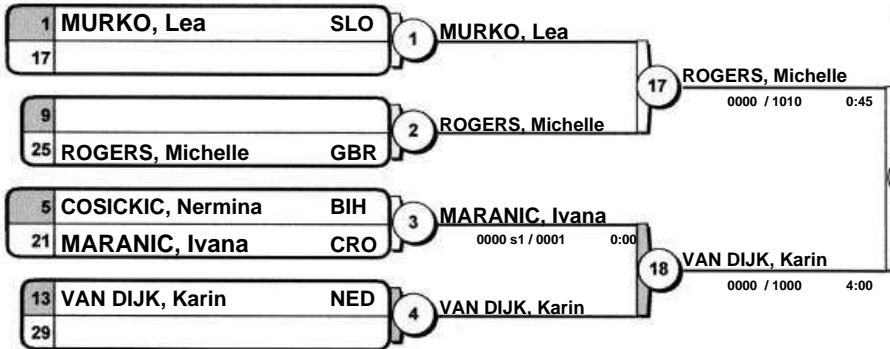 1 MURKO, Lea SLO
17
1
MURKO, Lea
9
25 ROGERS, Michelle GBR
2
ROGERS, Michelle
17
ROGERS, Michelle
0000 / 1010 0:45
5 COSICKIC, Nermina BIH
21 MARANIC, Ivana CRO
3
MARANIC, Ivana
0000 s1 / 0001 0:00
13 VAN DIJK, Karin NED
29
4
VAN DIJK, Karin
18
VAN DIJK, Karin
0000 / 1000 4:00